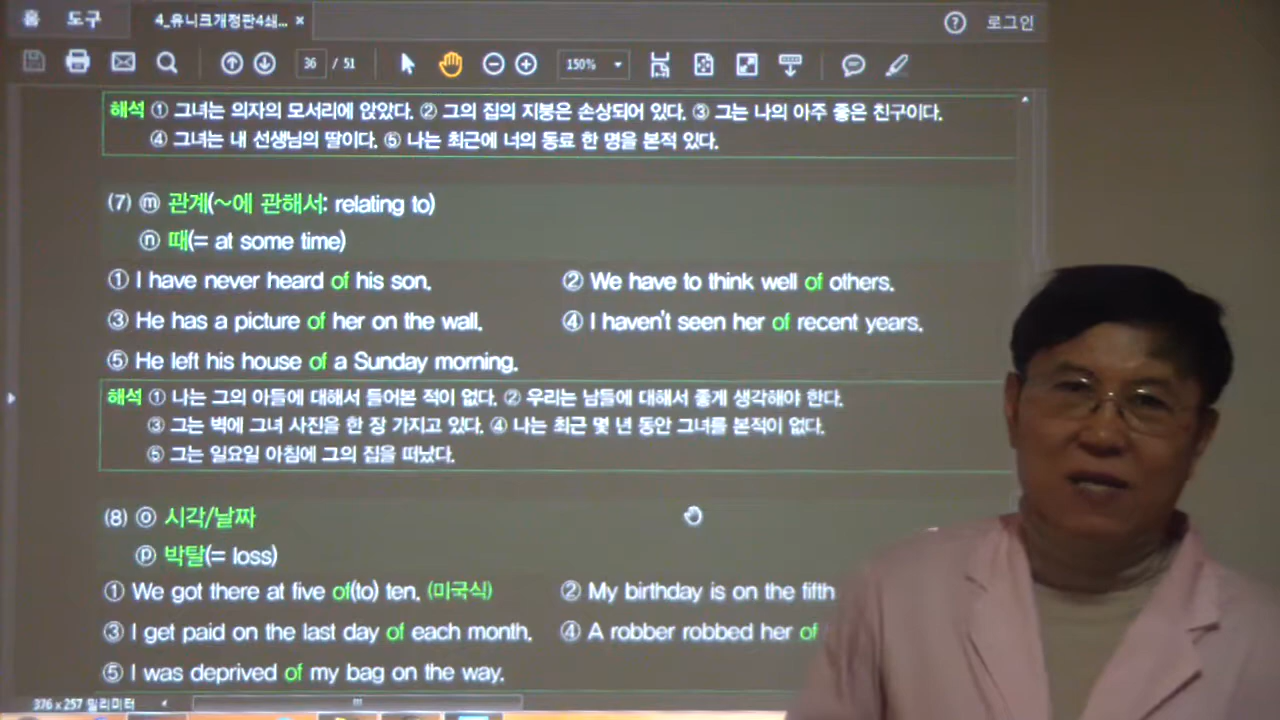 홈 도구 4_유니크개정판4쇄... × ? 로그인
36 / 51 150%
해석 ① 그녀는 의자의 모서리에 앉았다. ② 그의 집의 지붕은 손상되어 있다. ③ 그는 나의 아주 좋은 친구이다.
④ 그녀는 내 선생님의 딸이다. ⑤ 나는 최근에 너의 동료 한 명을 본적 있다.
(7) ⓜ 관계(~에 관해서: relating to)
ⓝ 때(= at some time)
① I have never heard of his son. ② We have to think well of others.
③ He has a picture of her on the wall. ④ I haven't seen her of recent years.
⑤ He left his house of a Sunday morning.
해석 ① 나는 그의 아들에 대해서 들어본 적이 없다. ② 우리는 남들에 대해서 좋게 생각해야 한다.
③ 그는 벽에 그녀 사진을 한 장 가지고 있다. ④ 나는 최근 몇 년 동안 그녀를 본적이 없다.
⑤ 그는 일요일 아침에 그의 집을 떠났다.
(8) ⓞ 시각/날짜
ⓟ 박탈(= loss)
① We got there at five of(to) ten. (미국식) ② My birthday is on the fifth
③ I get paid on the last day of each month. ④ A robber robbed her of
⑤ I was deprived of my bag on the way.
376 x 257 밀리미터